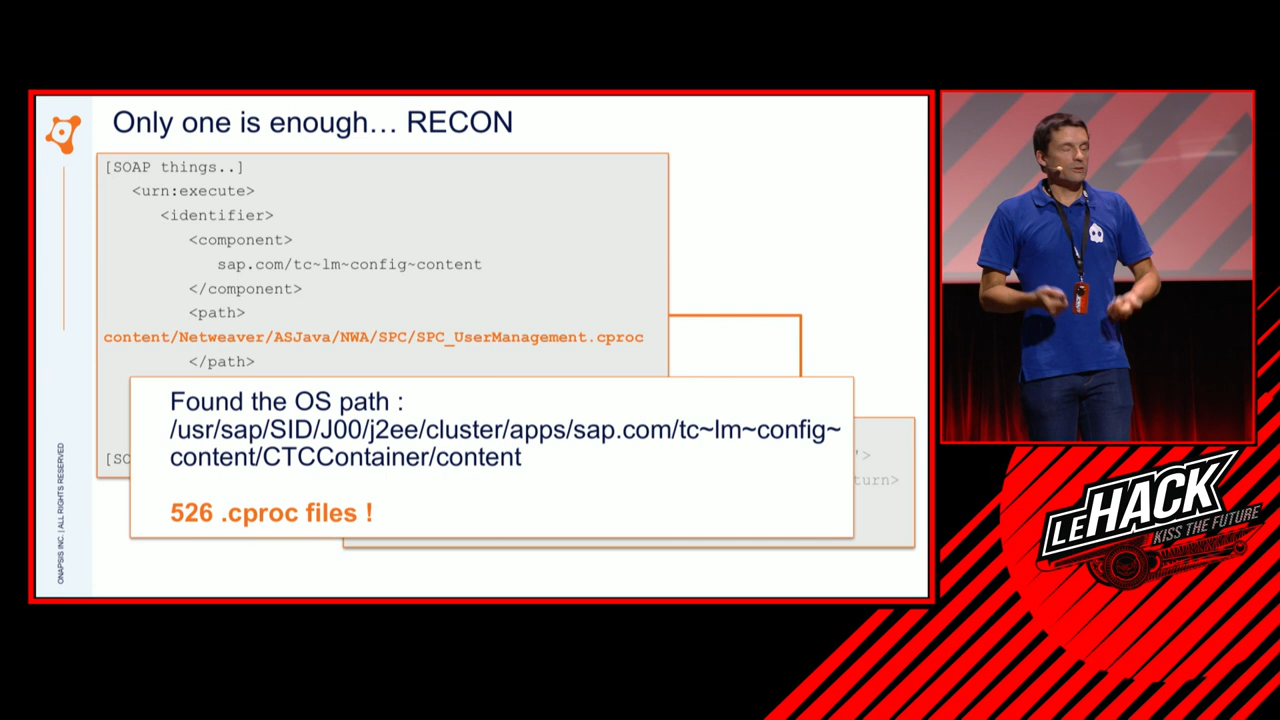 Only one is enough… RECON
[SOAP things..]
<urn:execute>
<identifier>
<component>
sap.com/tc~lm~config~content
</component>
<path>
content/Netweaver/ASJava/NWA/SPC/SPC_UserManagement.cproc
</path>
Found the OS path :
/usr/sap/SID/J00/j2ee/cluster/apps/sap.com/tc~lm~config~
content/CTCContainer/content
526 .cproc files !
[SO
'>
turn>
ONAPSIS INC. | ALL RIGHTS RESERVED
LEHACK
KISS THE FUTURE